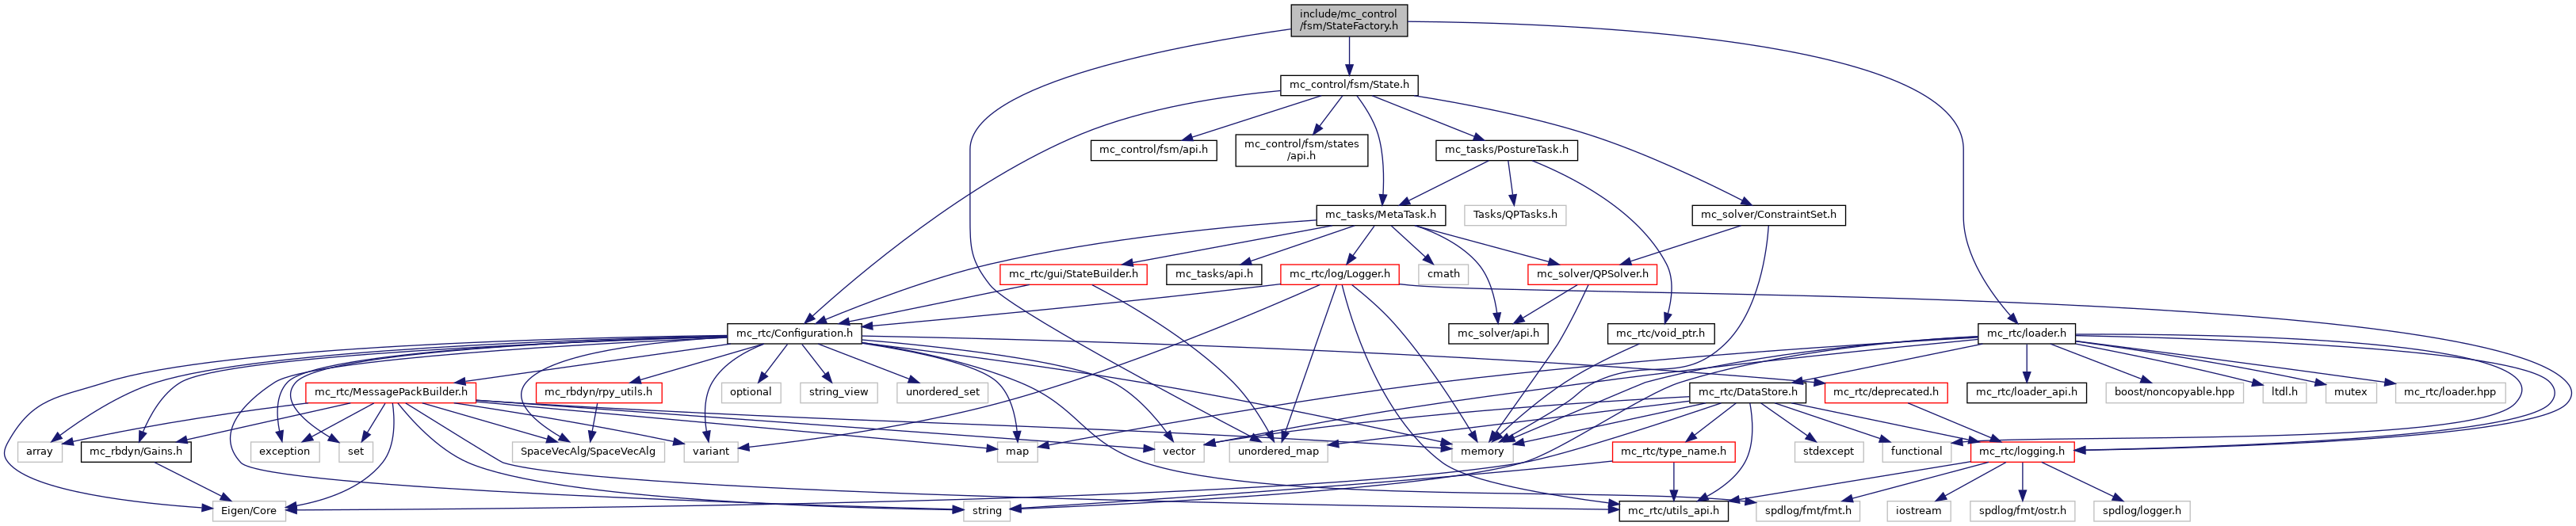 include/mc_control
/fsm/StateFactory.h
mc_control/fsm/State.h
mc_control/fsm/api.h
mc_control/fsm/states
/api.h
mc_tasks/PostureTask.h
mc_tasks/MetaTask.h
Tasks/QPTasks.h
mc_solver/ConstraintSet.h
mc_rtc/gui/StateBuilder.h
mc_tasks/api.h
mc_rtc/log/Logger.h
cmath
mc_solver/QPSolver.h
mc_rtc/Configuration.h
mc_solver/api.h
mc_rtc/void_ptr.h
mc_rtc/loader.h
mc_rtc/MessagePackBuilder.h
mc_rbdyn/rpy_utils.h
optional
string_view
unordered_set
mc_rtc/DataStore.h
mc_rtc/deprecated.h
mc_rtc/loader_api.h
boost/noncopyable.hpp
ltdl.h
mutex
mc_rtc/loader.hpp
array
mc_rbdyn/Gains.h
exception
set
SpaceVecAlg/SpaceVecAlg
variant
map
vector
unordered_map
memory
mc_rtc/type_name.h
stdexcept
functional
mc_rtc/logging.h
Eigen/Core
string
mc_rtc/utils_api.h
spdlog/fmt/fmt.h
iostream
spdlog/fmt/ostr.h
spdlog/logger.h